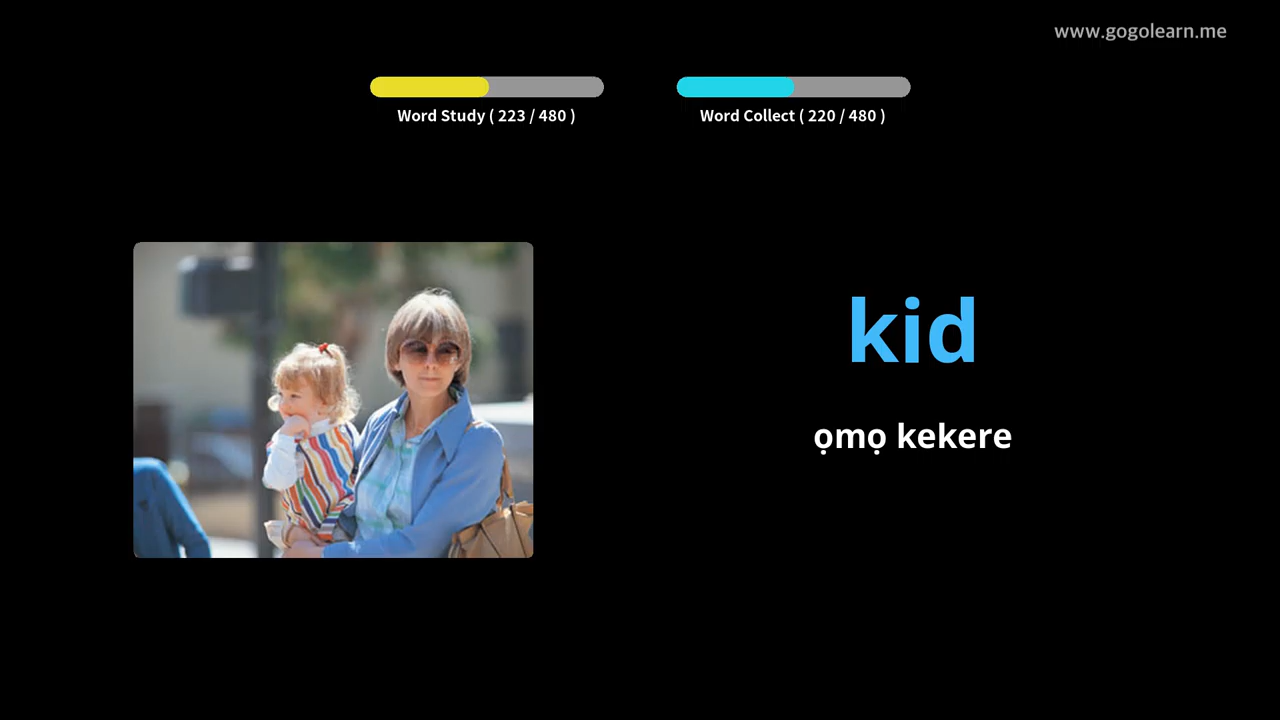 www.gogolearn.me
Word Study ( 223 / 480 )
Word Collect ( 220 / 480 )
kid
ọmọ kekere